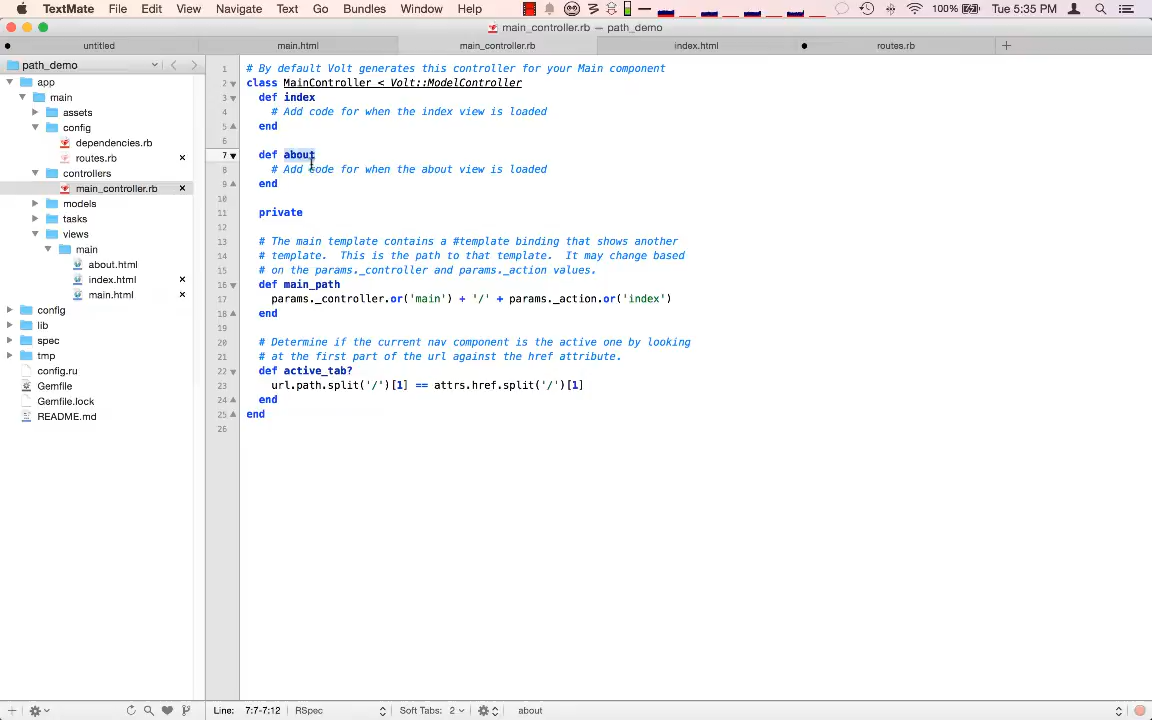 TextMate File Edit View Navigate Text Go Bundles Window Help 100% Tue 5:35 PM
main_controller.rb — path_demo
untitled main.html main_controller.rb index.html routes.rb
path_demo
app
main
assets
config
dependencies.rb
routes.rb
controllers
main_controller.rb
models
tasks
views
main
about.html
index.html
main.html
config
lib
spec
tmp
config.ru
Gemfile
Gemfile.lock
README.md
1 # By default Volt generates this controller for your Main component
2 class MainController < Volt::ModelController
3 def index
4 # Add code for when the index view is loaded
5 end
6
7 def about
8 # Add code for when the about view is loaded
9 end
10
11 private
12
13 # The main template contains a #template binding that shows another
14 # template.  This is the path to that template.  It may change based
15 # on the params._controller and params._action values.
16 def main_path
17 params._controller.or('main') + '/' + params._action.or('index')
18 end
19
20 # Determine if the current nav component is the active one by looking
21 # at the first part of the url against the href attribute.
22 def active_tab?
23 url.path.split('/')[1] == attrs.href.split('/')[1]
24 end
25 end
26
Line: 7:7-7:12 RSpec Soft Tabs: 2 about